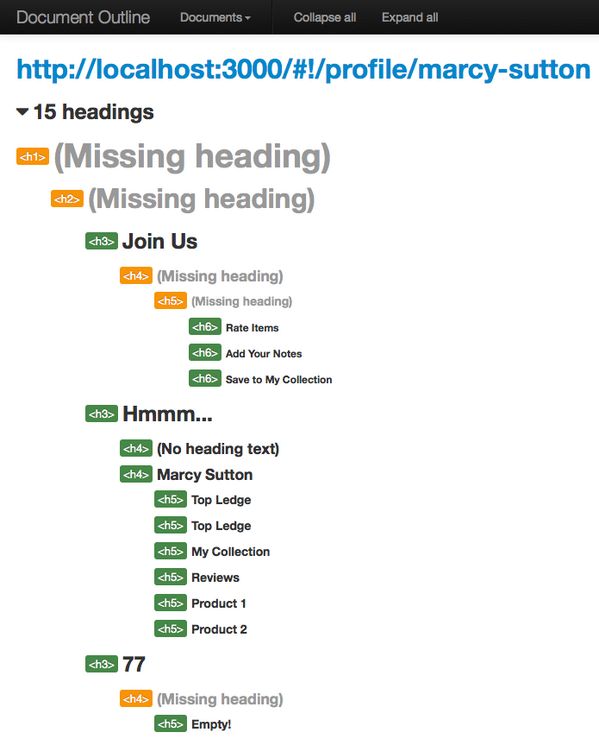 Document Outline Documents Collapse all Expand all
http://localhost:3000/#!/profile/marcy-sutton
15 headings
<h1> (Missing heading)
<h2> (Missing heading)
<h3> Join Us
<h4> (Missing heading)
<h5> (Missing heading)
<h6> Rate Items
<h6> Add Your Notes
<h6> Save to My Collection
<h3> Hmmm...
<h4> (No heading text)
<h4> Marcy Sutton
<h5> Top Ledge
<h5> Top Ledge
<h5> My Collection
<h5> Reviews
<h5> Product 1
<h5> Product 2
<h3> 77
<h4> (Missing heading)
<h5> Empty!